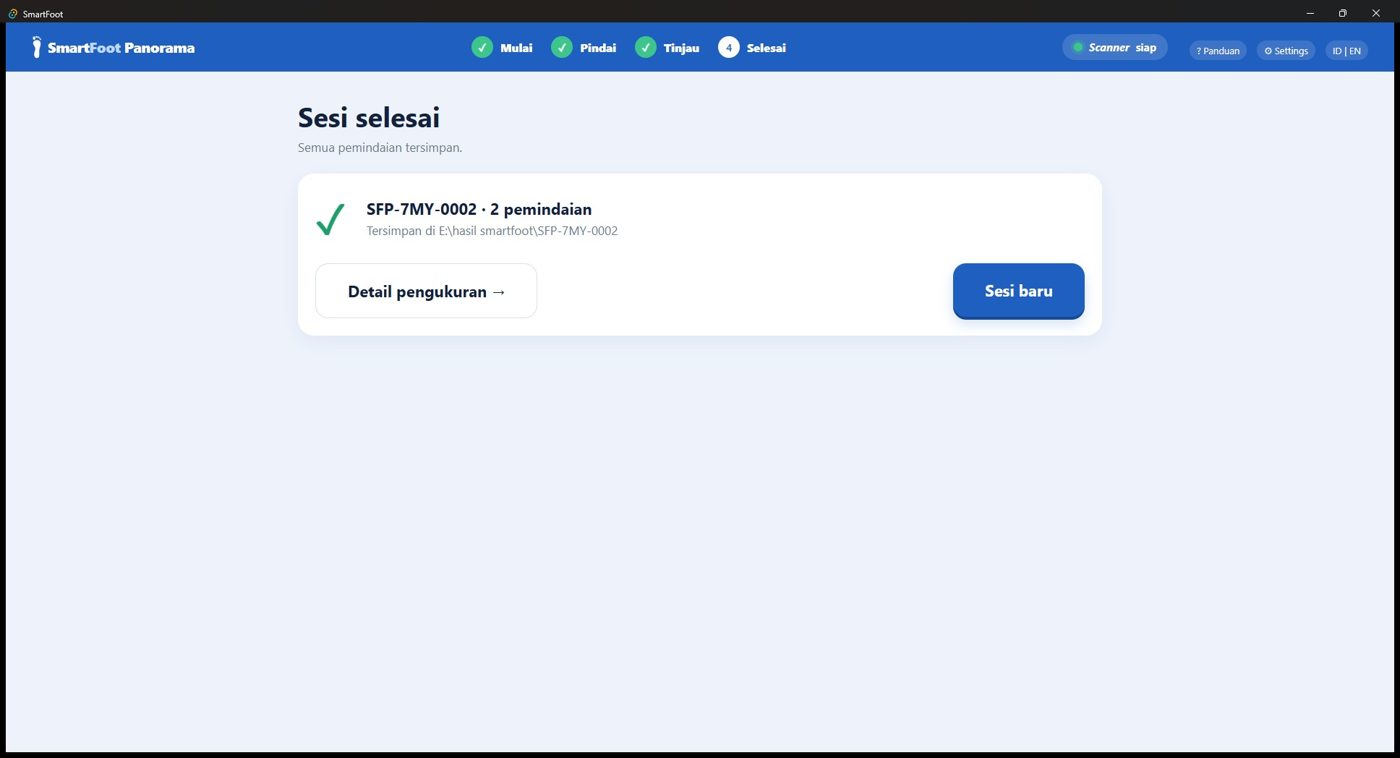 SmartFoot
SmartFoot Panorama
✓ Mulai ✓ Pindai ✓ Tinjau 4 Selesai
Scanner siap
? Panduan
⚙ Settings
ID | EN
Sesi selesai
Semua pemindaian tersimpan.
SFP-7MY-0002 · 2 pemindaian
Tersimpan di E:\hasil smartfoot\SFP-7MY-0002
Detail pengukuran →
Sesi baru